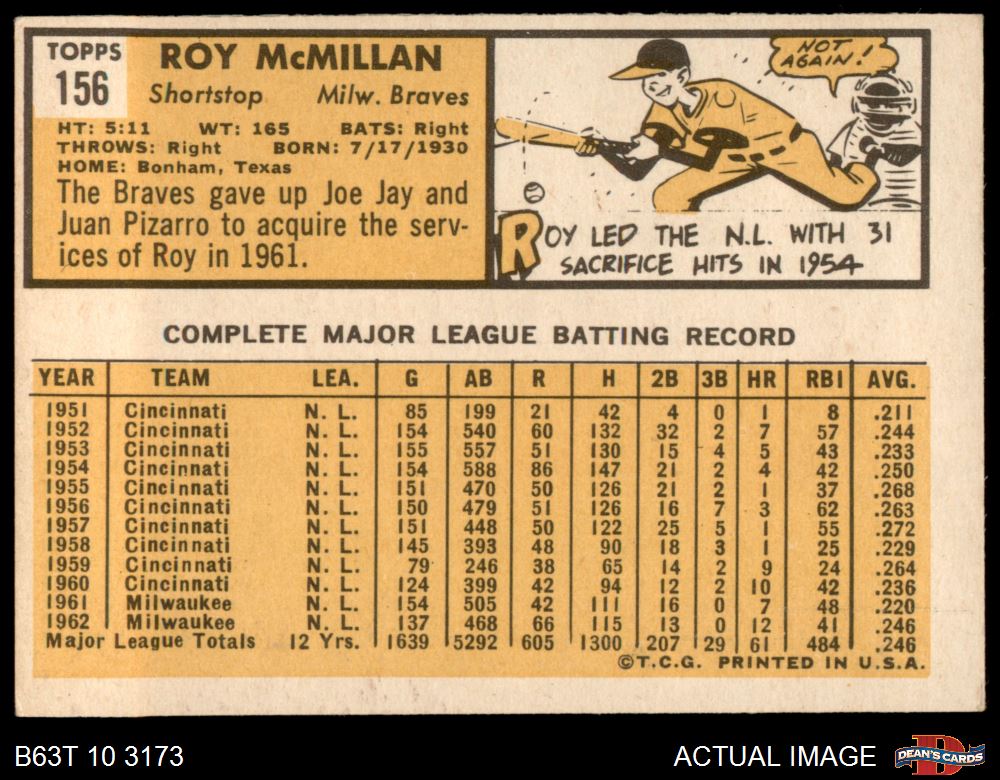 TOPPS
156
ROY McMILLAN
Shortstop Milw. Braves
HT: 5:11 WT: 165 BATS: Right
THROWS: Right BORN: 7/17/1930
HOME: Bonham, Texas
The Braves gave up Joe Jay and
Juan Pizarro to acquire the serv-
ices of Roy in 1961.
NOT
AGAIN!
ROY LED THE N.L. WITH 31
SACRIFICE HITS IN 1954
COMPLETE MAJOR LEAGUE BATTING RECORD
YEAR TEAM LEA. G AB R H 2B 3B HR RBI AVG.
1951 Cincinnati N. L. 85 199 21 42 4 0 1 8 .211
1952 Cincinnati N. L. 154 540 60 132 32 2 7 57 .244
1953 Cincinnati N. L. 155 557 51 130 15 4 5 43 .233
1954 Cincinnati N. L. 154 588 86 147 21 2 4 42 .250
1955 Cincinnati N. L. 151 470 50 126 21 2 1 37 .268
1956 Cincinnati N. L. 150 479 51 126 16 7 3 62 .263
1957 Cincinnati N. L. 151 448 50 122 25 5 1 55 .272
1958 Cincinnati N. L. 145 393 48 90 18 3 1 25 .229
1959 Cincinnati N. L. 79 246 38 65 14 2 9 24 .264
1960 Cincinnati N. L. 124 399 42 94 12 2 10 42 .236
1961 Milwaukee N. L. 154 505 42 111 16 0 7 48 .220
1962 Milwaukee N. L. 137 468 66 115 13 0 12 41 .246
Major League Totals 12 Yrs. 1639 5292 605 1300 207 29 61 484 .246
©T.C.G. PRINTED IN U.S.A.
B63T 10 3173 ACTUAL IMAGE DEAN'S CARDS